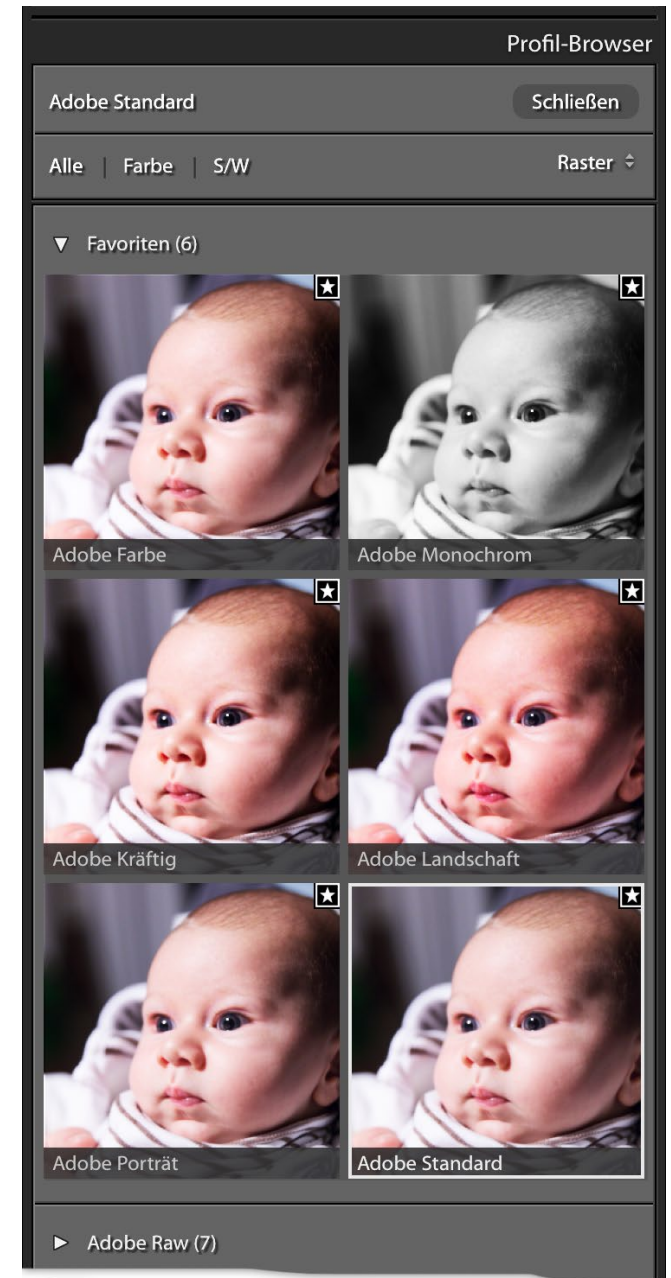 Profil-Browser
Adobe Standard Schließen
Alle | Farbe | S/W Raster
Favoriten (6)
Adobe Farbe Adobe Monochrom
Adobe Kräftig Adobe Landschaft
Adobe Porträt Adobe Standard
Adobe Raw (7)